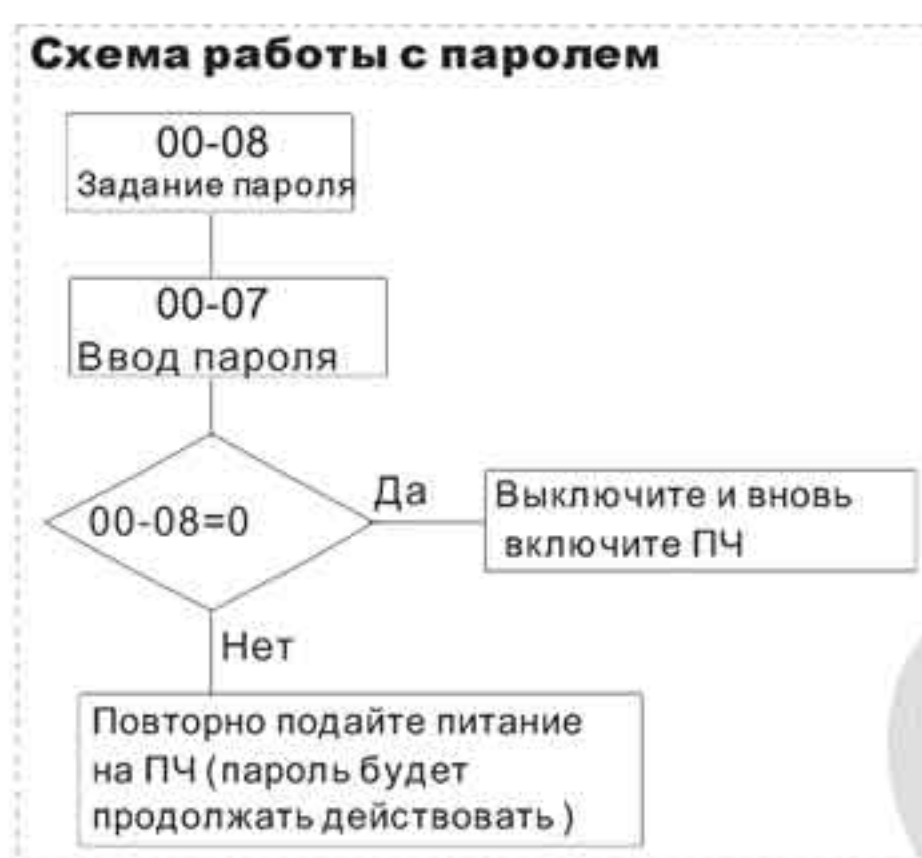 Схема работы с паролем
00-08
Задание пароля
00-07
Ввод пароля
00-08=0
Да
Выключите и вновь
включите ПЧ
Нет
Повторно подайте питание
на ПЧ (пароль будет
продолжать действовать )